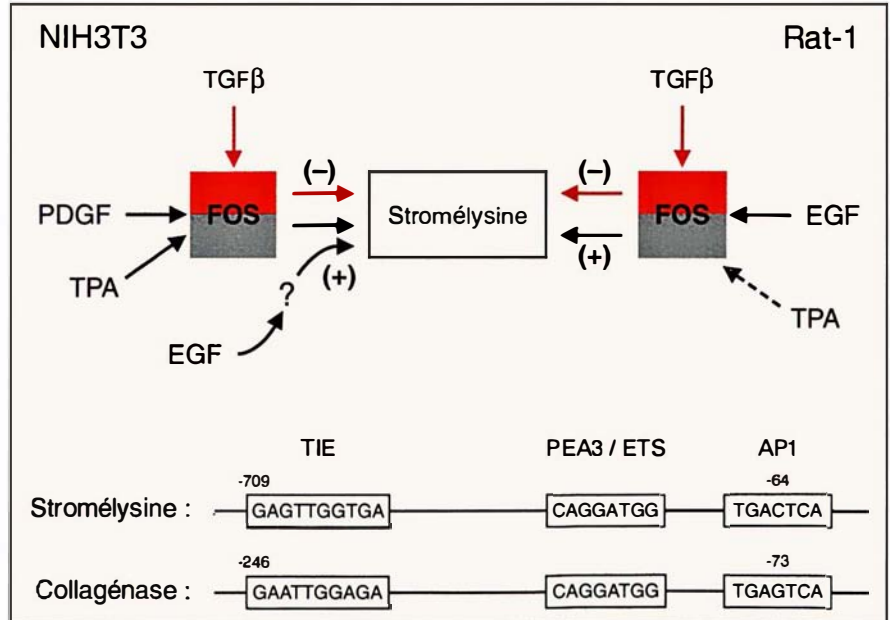 NIH3T3 Rat-1
TGFβ TGFβ
(–) (–)
PDGF FOS Stromélysine FOS EGF
TPA (+) (+)
? TPA
EGF
TIE PEA3 / ETS AP1
-709 -64
Stromélysine : GAGTTGGTGA CAGGATGG TGACTCA
-246 -73
Collagénase : GAATTGGAGA CAGGATGG TGAGTCA